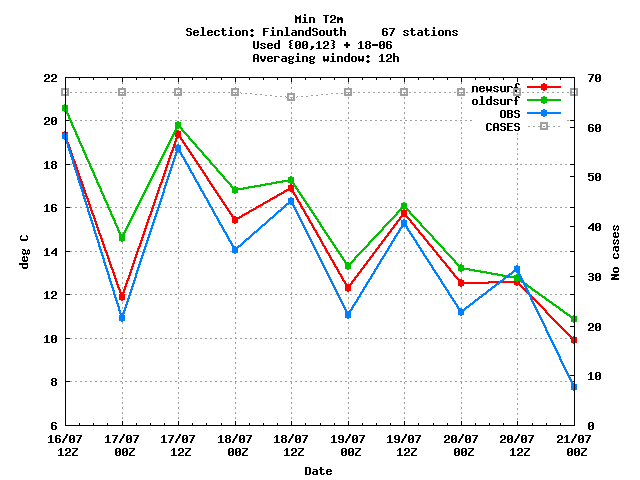 Min T2m
Selection: FinlandSouth     67 stations
Used {00,12} + 18-06
Averaging window: 12h
22
20
18
16
14
12
10
8
6
deg C
70
60
50
40
30
20
10
0
No cases
newsurf
oldsurf
OBS
CASES
16/07 17/07 17/07 18/07 18/07 19/07 19/07 20/07 20/07 21/07
12Z 00Z 12Z 00Z 12Z 00Z 12Z 00Z 12Z 00Z
Date